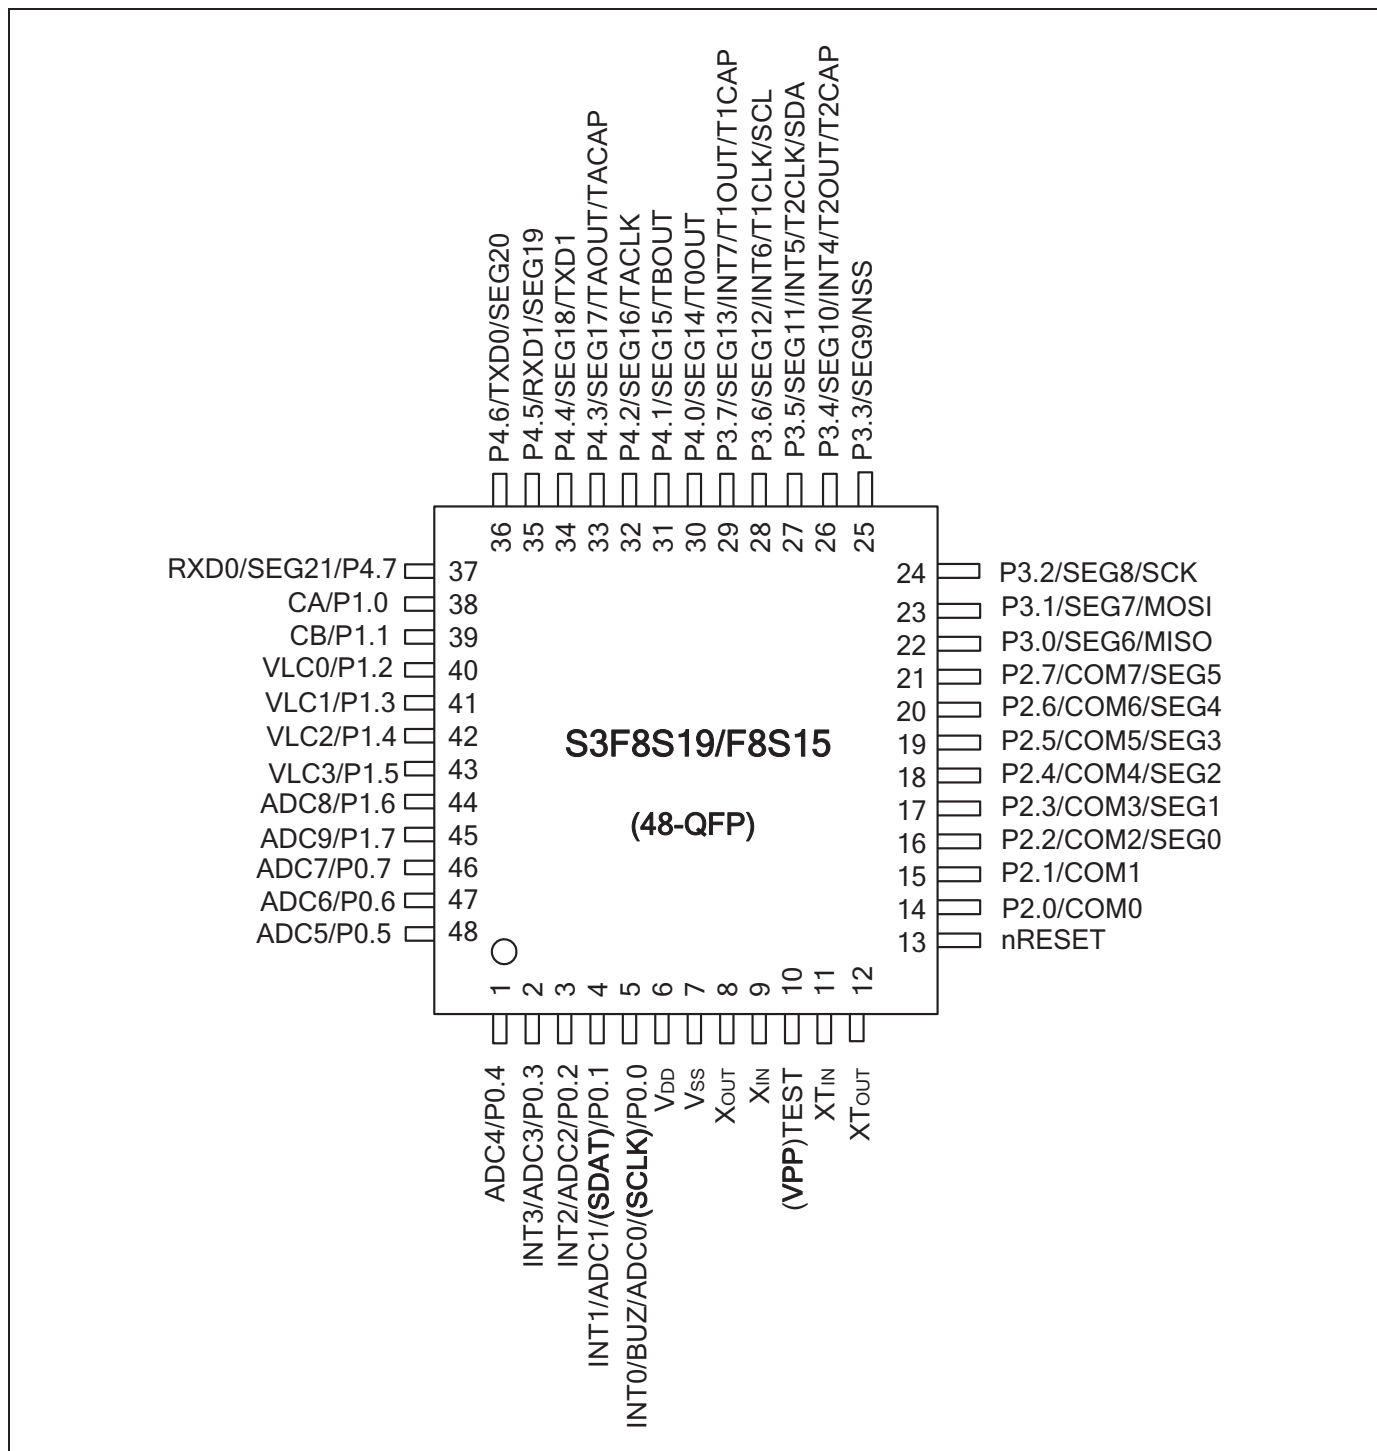 P4.6/TXD0/SEG20
P4.5/RXD1/SEG19
P4.4/SEG18/TXD1
P4.3/SEG17/TAOUT/TACAP
P4.2/SEG16/TACLK
P4.1/SEG15/TBOUT
P4.0/SEG14/T0OUT
P3.7/SEG13/INT7/T1OUT/T1CAP
P3.6/SEG12/INT6/T1CLK/SCL
P3.5/SEG11/INT5/T2CLK/SDA
P3.4/SEG10/INT4/T2OUT/T2CAP
P3.3/SEG9/NSS
36
35
34
33
32
31
30
29
28
27
26
25
RXD0/SEG21/P4.7 37
CA/P1.0 38
CB/P1.1 39
VLC0/P1.2 40
VLC1/P1.3 41
VLC2/P1.4 42
VLC3/P1.5 43
ADC8/P1.6 44
ADC9/P1.7 45
ADC7/P0.7 46
ADC6/P0.6 47
ADC5/P0.5 48
S3F8S19/F8S15
(48-QFP)
24 P3.2/SEG8/SCK
23 P3.1/SEG7/MOSI
22 P3.0/SEG6/MISO
21 P2.7/COM7/SEG5
20 P2.6/COM6/SEG4
19 P2.5/COM5/SEG3
18 P2.4/COM4/SEG2
17 P2.3/COM3/SEG1
16 P2.2/COM2/SEG0
15 P2.1/COM1
14 P2.0/COM0
13 nRESET
1
2
3
4
5
6
7
8
9
10
11
12
ADC4/P0.4
INT3/ADC3/P0.3
INT2/ADC2/P0.2
INT1/ADC1/(SDAT)/P0.1
INT0/BUZ/ADC0/(SCLK)/P0.0
VDD
VSS
XOUT
XIN
(VPP)TEST
XTIN
XTOUT